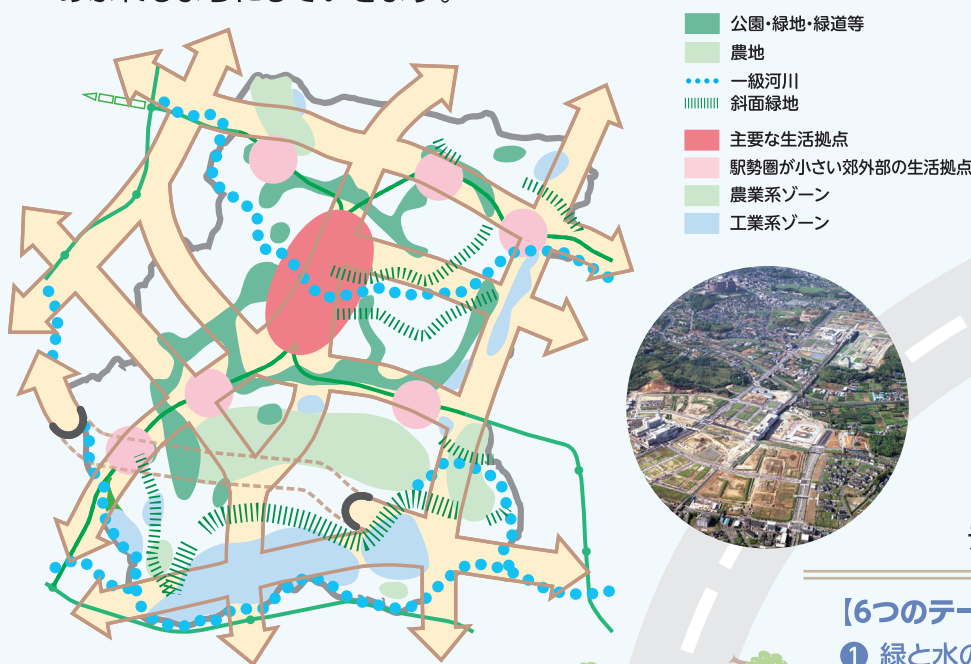 公園・緑地・緑道等
農地
一級河川
斜面緑地
主要な生活拠点
駅勢圏が小さい郊外部の生活拠点
農業系ゾーン
工業系ゾーン
【6つのテー
1 緑と水の